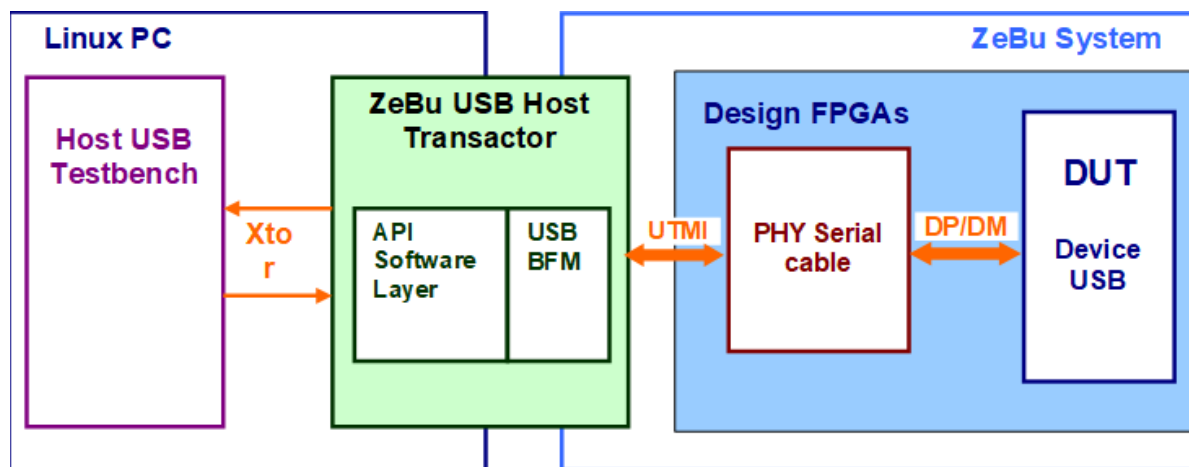 Linux PC
ZeBu System
Host USB
Testbench
Xto
r
ZeBu USB Host
Transactor
API
Software
Layer
USB
BFM
UTMI
Design FPGAs
PHY Serial
cable
DP/DM
DUT
Device
USB